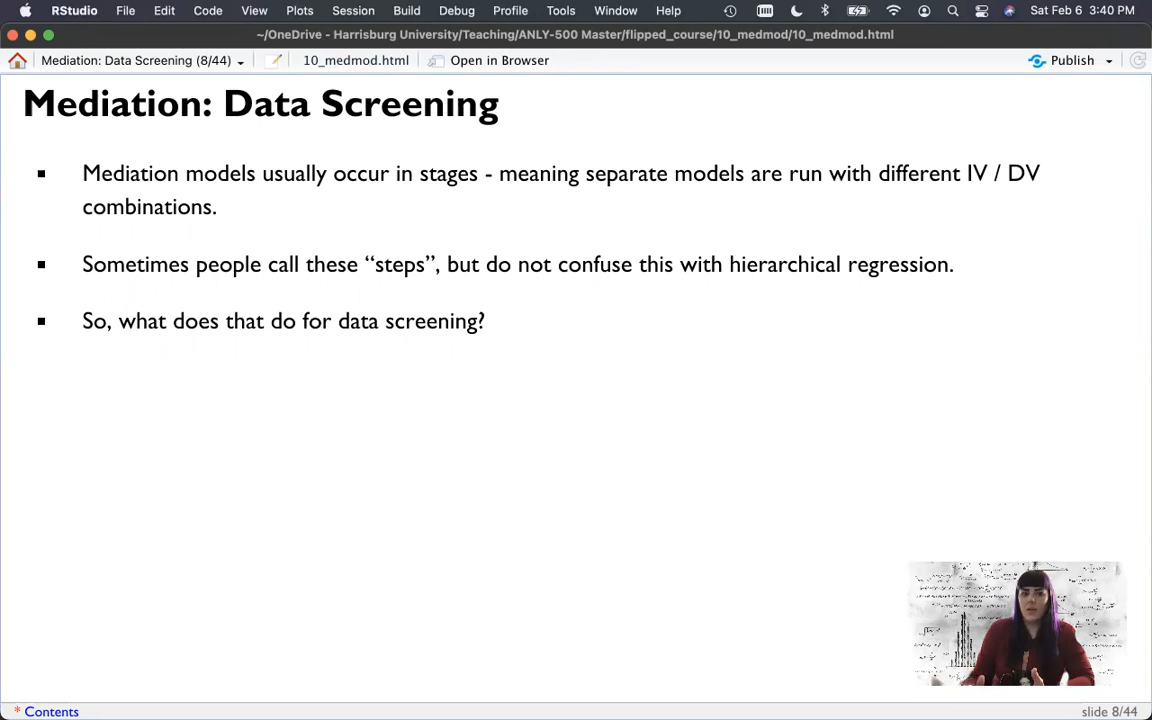 RStudio File Edit Code View Plots Session Build Debug Profile Tools Window Help Sat Feb 6 3:40 PM
~/OneDrive - Harrisburg University/Teaching/ANLY-500 Master/flipped_course/10_medmod/10_medmod.html
Mediation: Data Screening (8/44) 10_medmod.html Open in Browser Publish
Mediation: Data Screening
▪ Mediation models usually occur in stages - meaning separate models are run with different IV / DV
combinations.
▪ Sometimes people call these “steps”, but do not confuse this with hierarchical regression.
▪ So, what does that do for data screening?
* Contents
slide 8/44